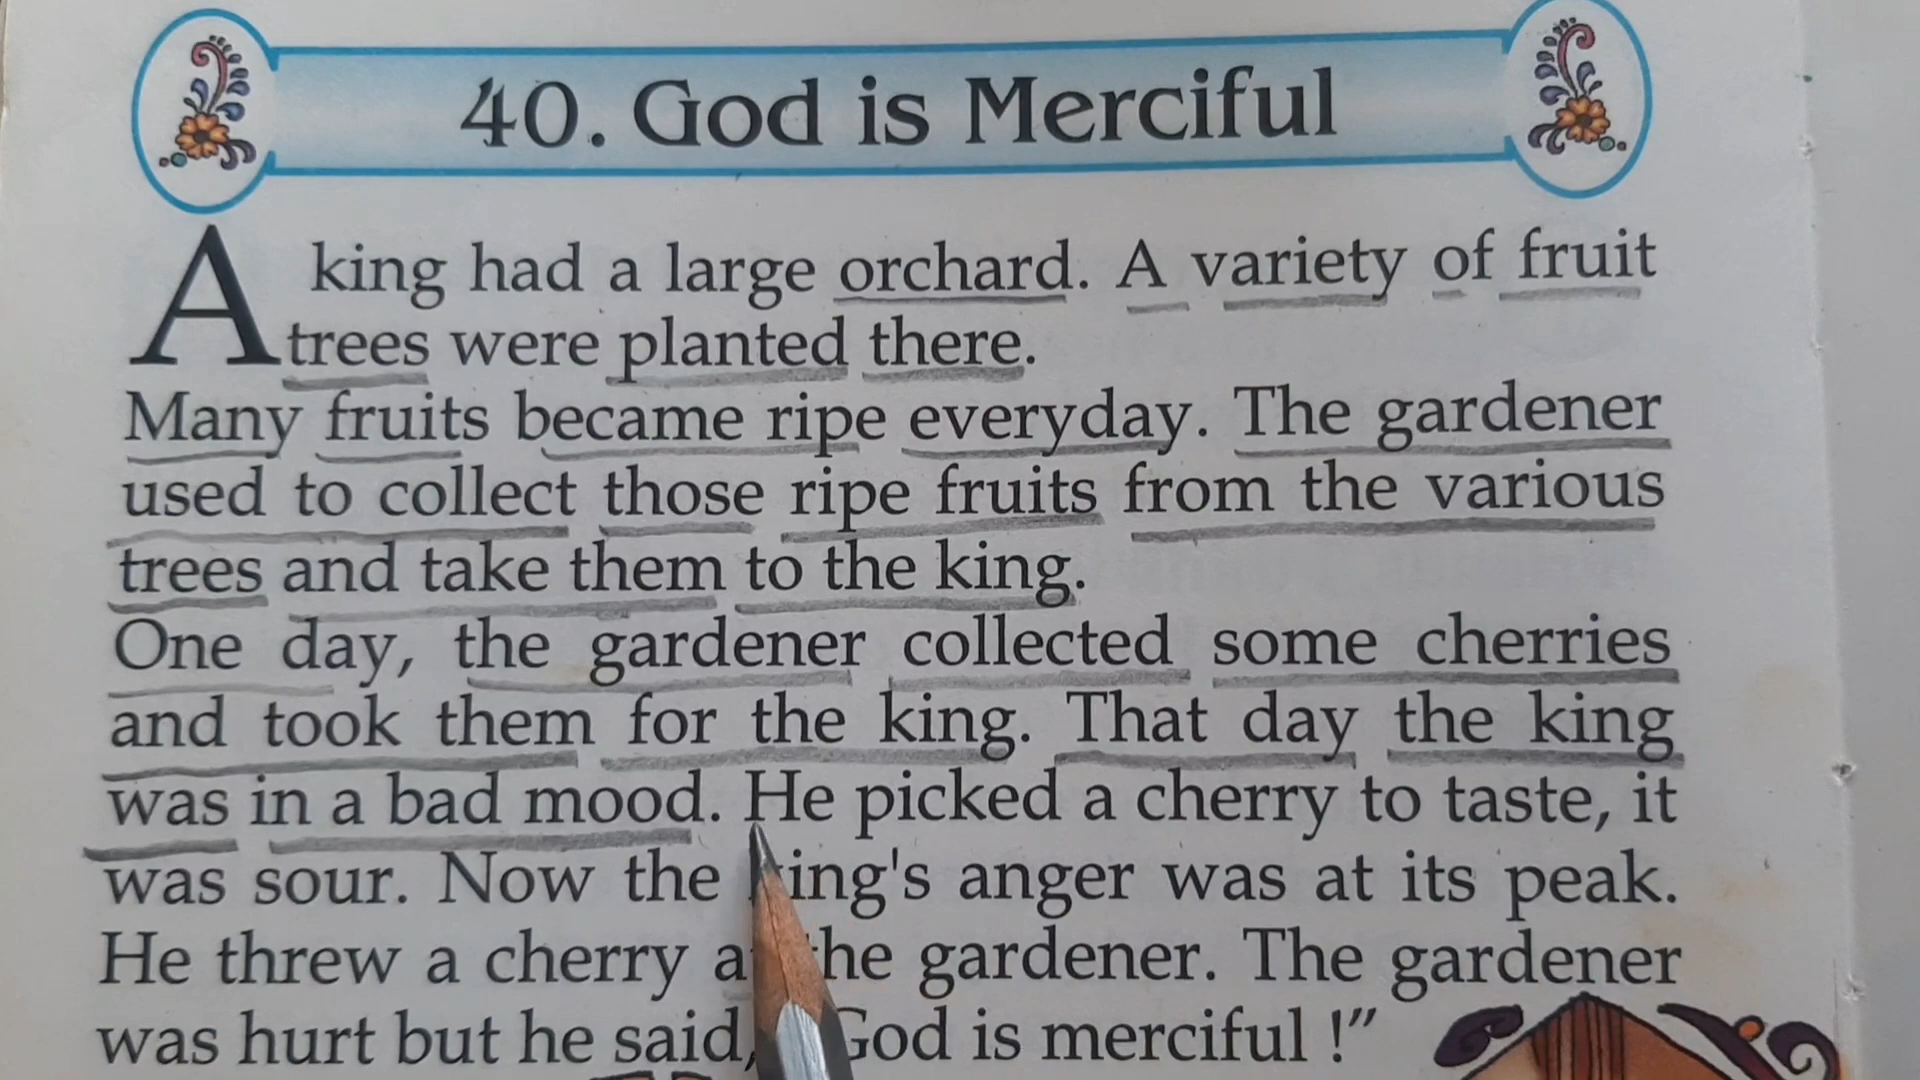 40. God is Merciful
A king had a large orchard. A variety of fruit
trees were planted there.
Many fruits became ripe everyday. The gardener
used to collect those ripe fruits from the various
trees and take them to the king.
One day, the gardener collected some cherries
and took them for the king. That day the king
was in a bad mood. He picked a cherry to taste, it
was sour. Now the king's anger was at its peak.
He threw a cherry at the gardener. The gardener
was hurt but he said, God is merciful !”